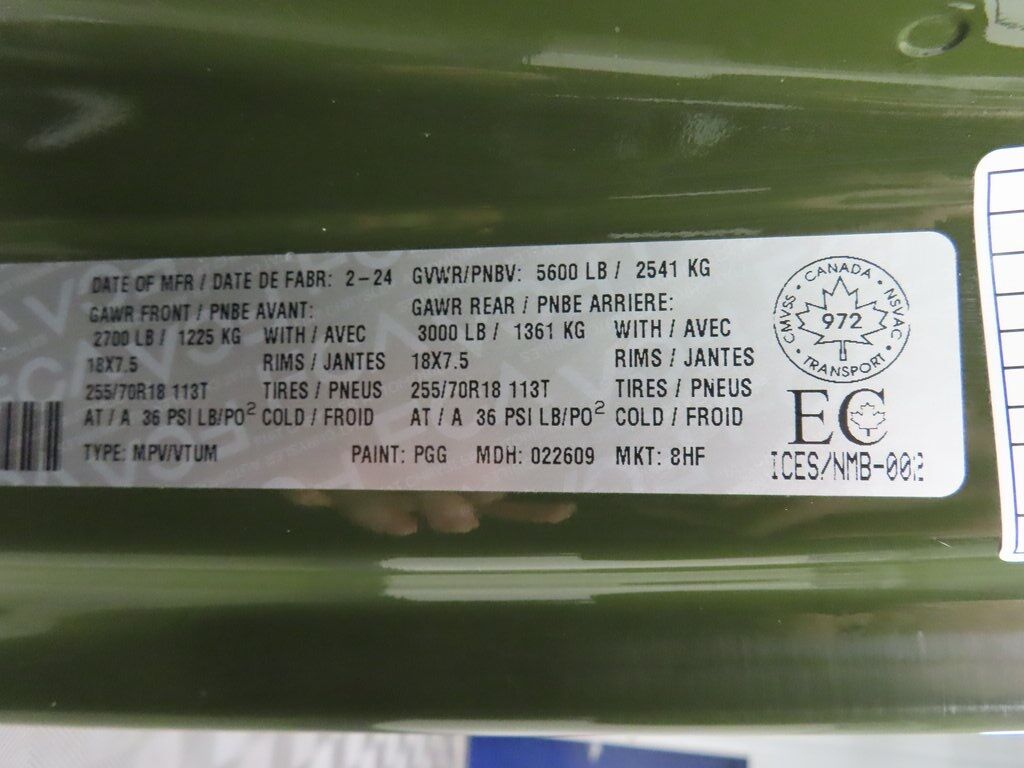 DATE OF MFR / DATE DE FABR: 2-24 GVWR/PNBV: 5600 LB / 2541 KG
GAWR FRONT / PNBE AVANT: GAWR REAR / PNBE ARRIERE:
2700 LB / 1225 KG WITH / AVEC 3000 LB / 1361 KG WITH / AVEC
18X7.5 RIMS / JANTES 18X7.5 RIMS / JANTES
255/70R18 113T TIRES / PNEUS 255/70R18 113T TIRES / PNEUS
AT / A 36 PSI LB/PO² COLD / FROID AT / A 36 PSI LB/PO² COLD / FROID
TYPE: MPV/VTUM PAINT: PGG MDH: 022609 MKT: 8HF
CMVSS • CANADA • NSVAC • TRANSPORT •
972
EC
ICES/NMB-002